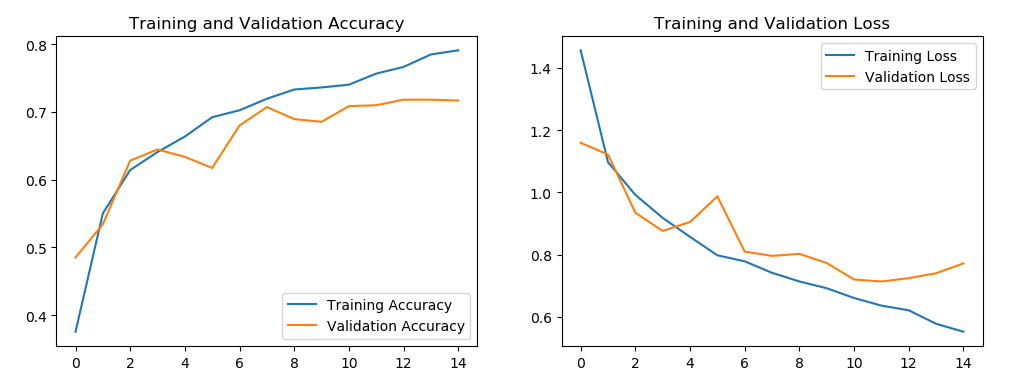 Training and Validation Accuracy
0.8
0.7
0.6
0.5
0.4
0 2 4 6 8 10 12 14
Training Accuracy
Validation Accuracy
Training and Validation Loss
1.4
1.2
1.0
0.8
0.6
0 2 4 6 8 10 12 14
Training Loss
Validation Loss